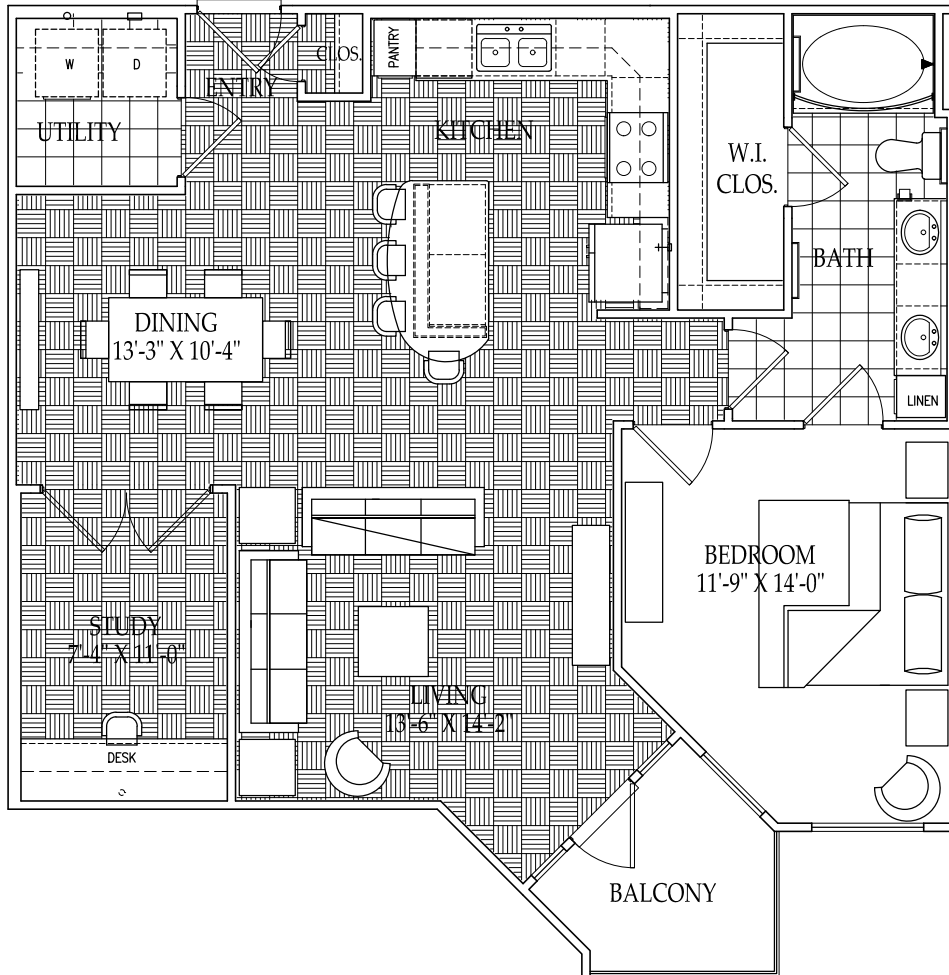 W
D
UTILITY
ENTRY
CLOS.
PANTRY
KITCHEN
W.I.
CLOS.
BATH
LINEN
DINING
13'-3" X 10'-4"
BEDROOM
11'-9" X 14'-0"
STUDY
7'-4" X 11'-0"
LIVING
13'-6" X 14'-2"
DESK
BALCONY